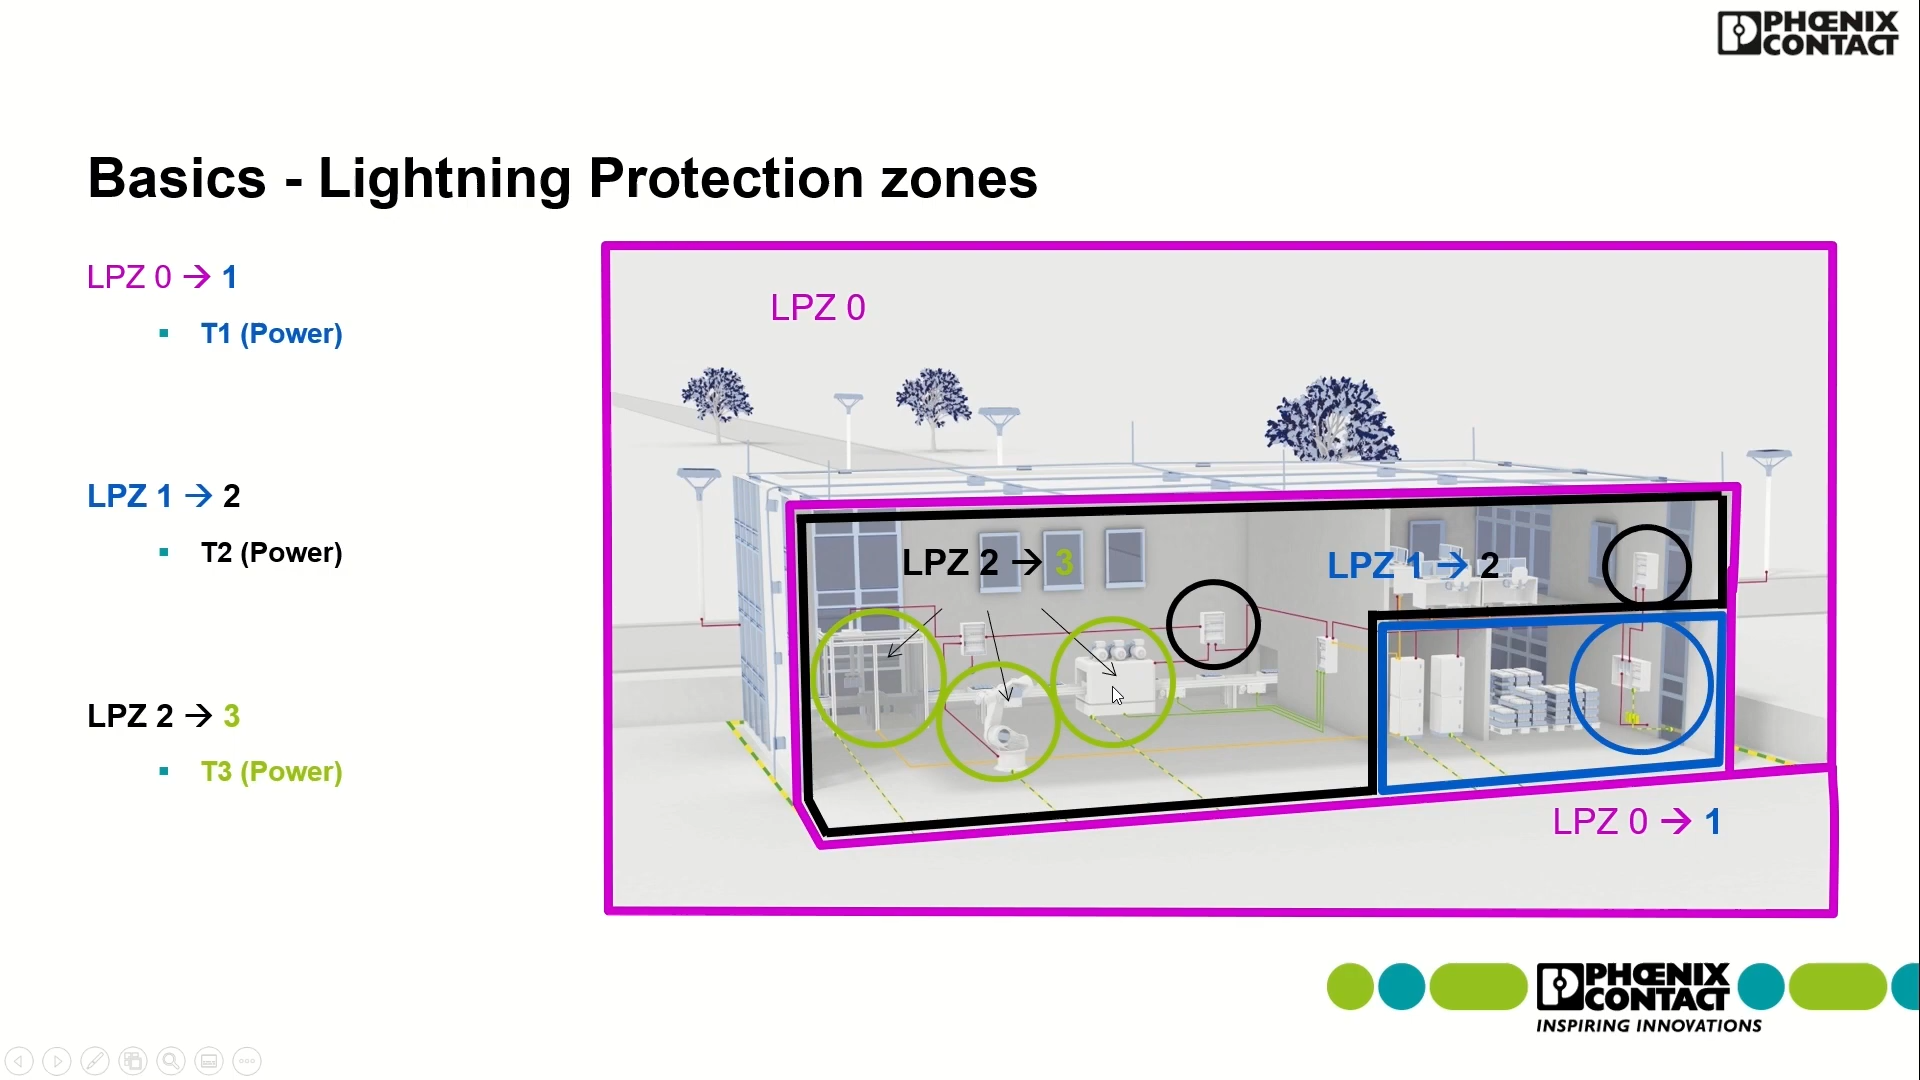 PHŒNIX
CONTACT
Basics - Lightning Protection zones
LPZ 0 → 1
▪ T1 (Power)
LPZ 1 → 2
▪ T2 (Power)
LPZ 2 → 3
▪ T3 (Power)
LPZ 0
LPZ 2 → 3
LPZ 1 → 2
LPZ 0 → 1
PHŒNIX
CONTACT
INSPIRING INNOVATIONS